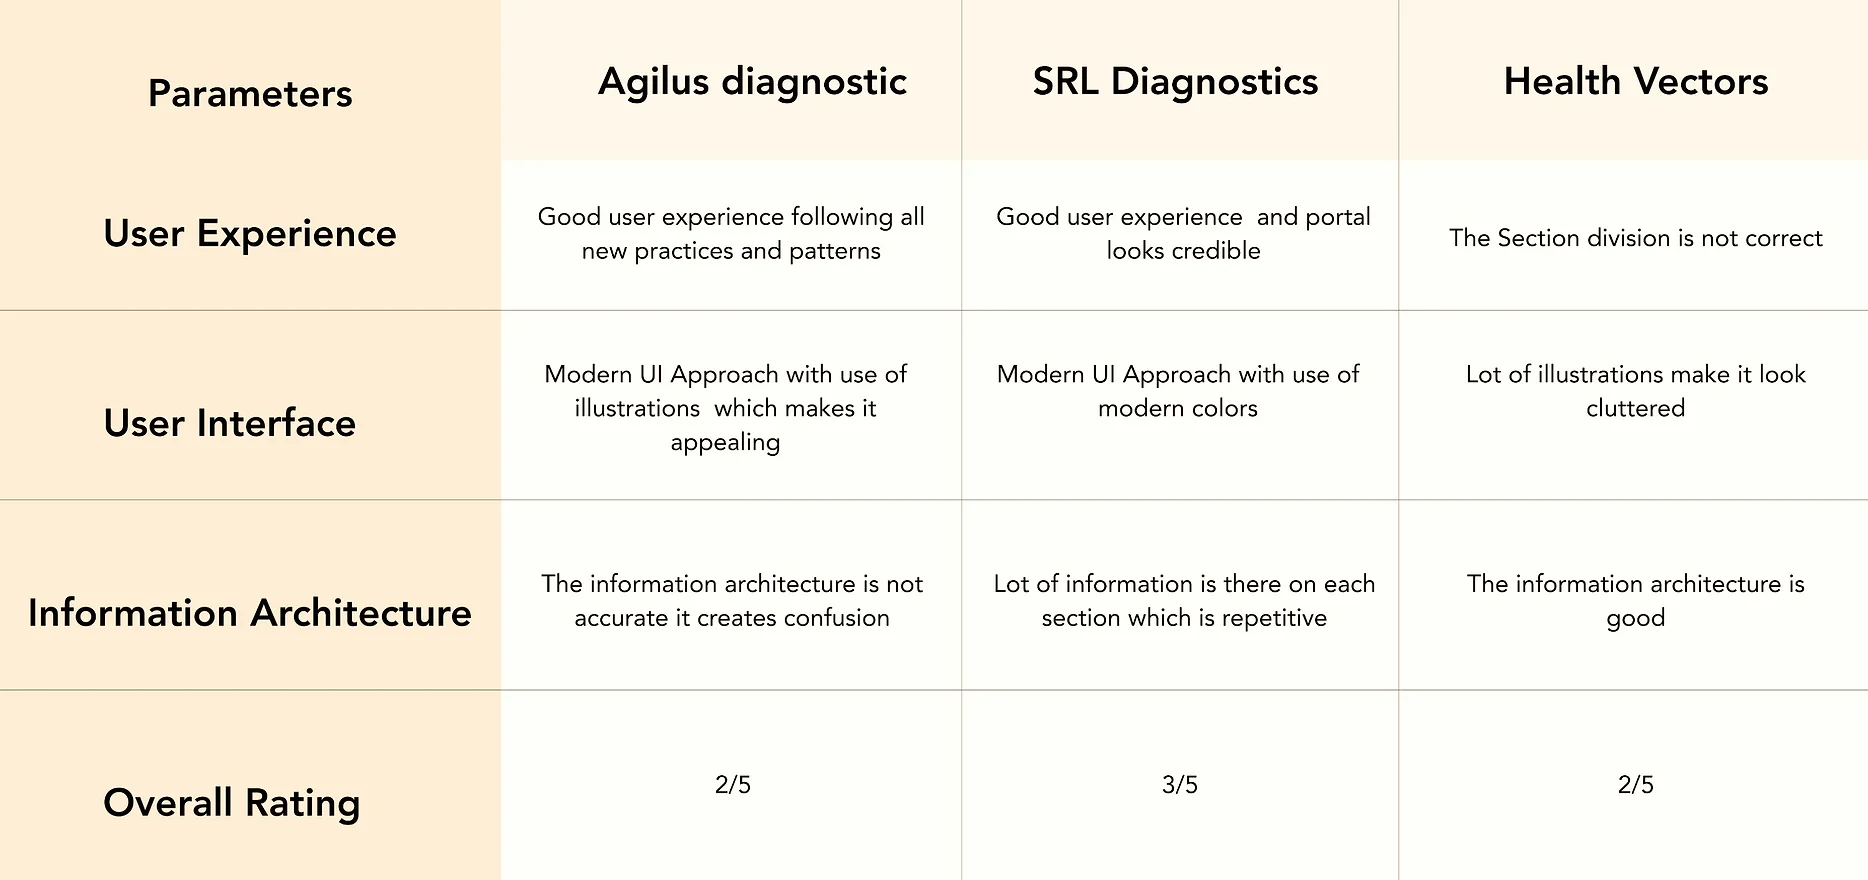 Parameters
Agilus diagnostic
SRL Diagnostics
Health Vectors
User Experience
Good user experience following all
new practices and patterns
Good user experience  and portal
looks credible
The Section division is not correct
User Interface
Modern UI Approach with use of
illustrations  which makes it
appealing
Modern UI Approach with use of
modern colors
Lot of illustrations make it look
cluttered
Information Architecture
The information architecture is not
accurate it creates confusion
Lot of information is there on each
section which is repetitive
The information architecture is
good
Overall Rating
2/5
3/5
2/5